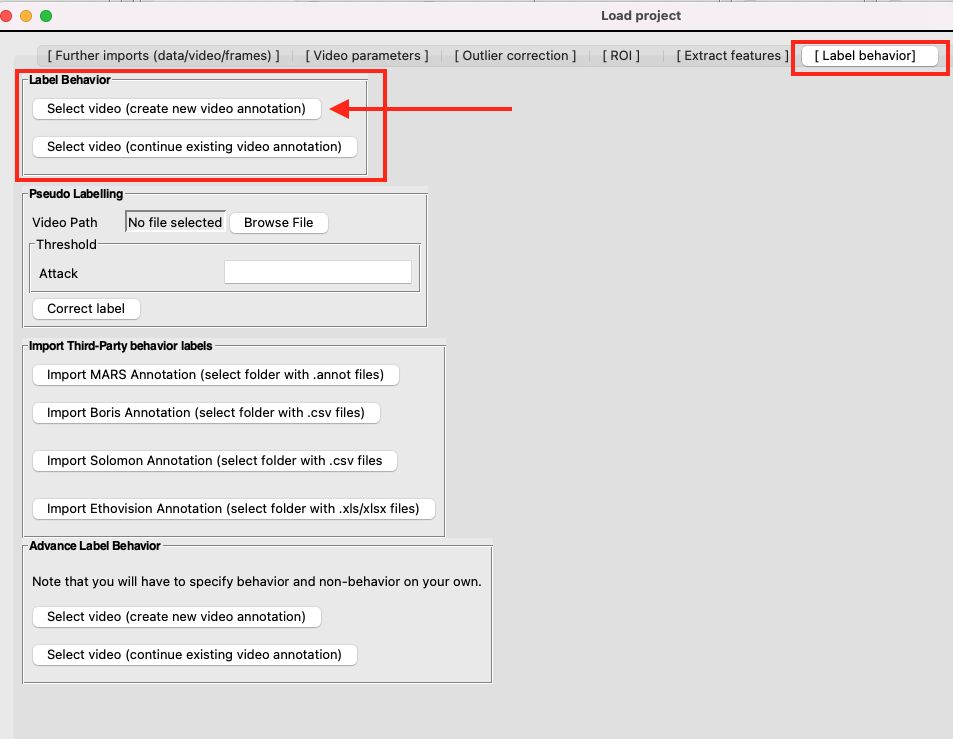 Load project
[ Further imports (data/video/frames) ] [ Video parameters ] [ Outlier correction ] [ ROI ] [ Extract features ] [ Label behavior]
Label Behavior
Select video (create new video annotation)
Select video (continue existing video annotation)
Pseudo Labelling
Video Path No file selected Browse File
Threshold
Attack
Correct label
Import Third-Party behavior labels
Import MARS Annotation (select folder with .annot files)
Import Boris Annotation (select folder with .csv files)
Import Solomon Annotation (select folder with .csv files
Import Ethovision Annotation (select folder with .xls/xlsx files)
Advance Label Behavior
Note that you will have to specify behavior and non-behavior on your own.
Select video (create new video annotation)
Select video (continue existing video annotation)